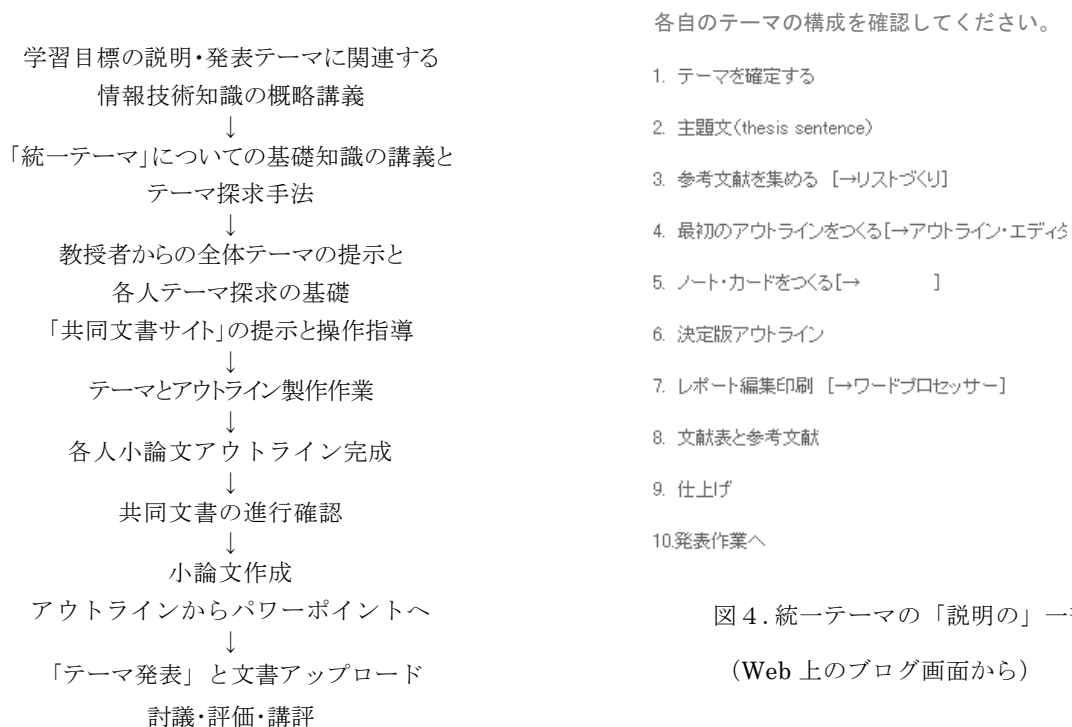 学習目標の説明・発表テーマに関連する
情報技術知識の概略講義
↓
「統一テーマ」についての基礎知識の講義と
テーマ探求手法
↓
教授者からの全体テーマの提示と
各人テーマ探求の基礎
「共同文書サイト」の提示と操作指導
↓
テーマとアウトライン製作作業
↓
各人小論文アウトライン完成
↓
共同文書の進行確認
↓
小論文作成
アウトラインからパワーポイントへ
↓
「テーマ発表」と文書アップロード
討議・評価・講評
各自のテーマの構成を確認してください。
1. テーマを確定する
2. 主題文(thesis sentence)
3. 参考文献を集める [→リストづくり]
4. 最初のアウトラインをつくる[→アウトライン・エディタ
5. ノート・カードをつくる[→ ]
6. 決定版アウトライン
7. レポート編集印刷 [→ワードプロセッサー]
8. 文献表と参考文献
9. 仕上げ
10.発表作業へ
図4.統一テーマの「説明の」一
(Web 上のブログ画面から)